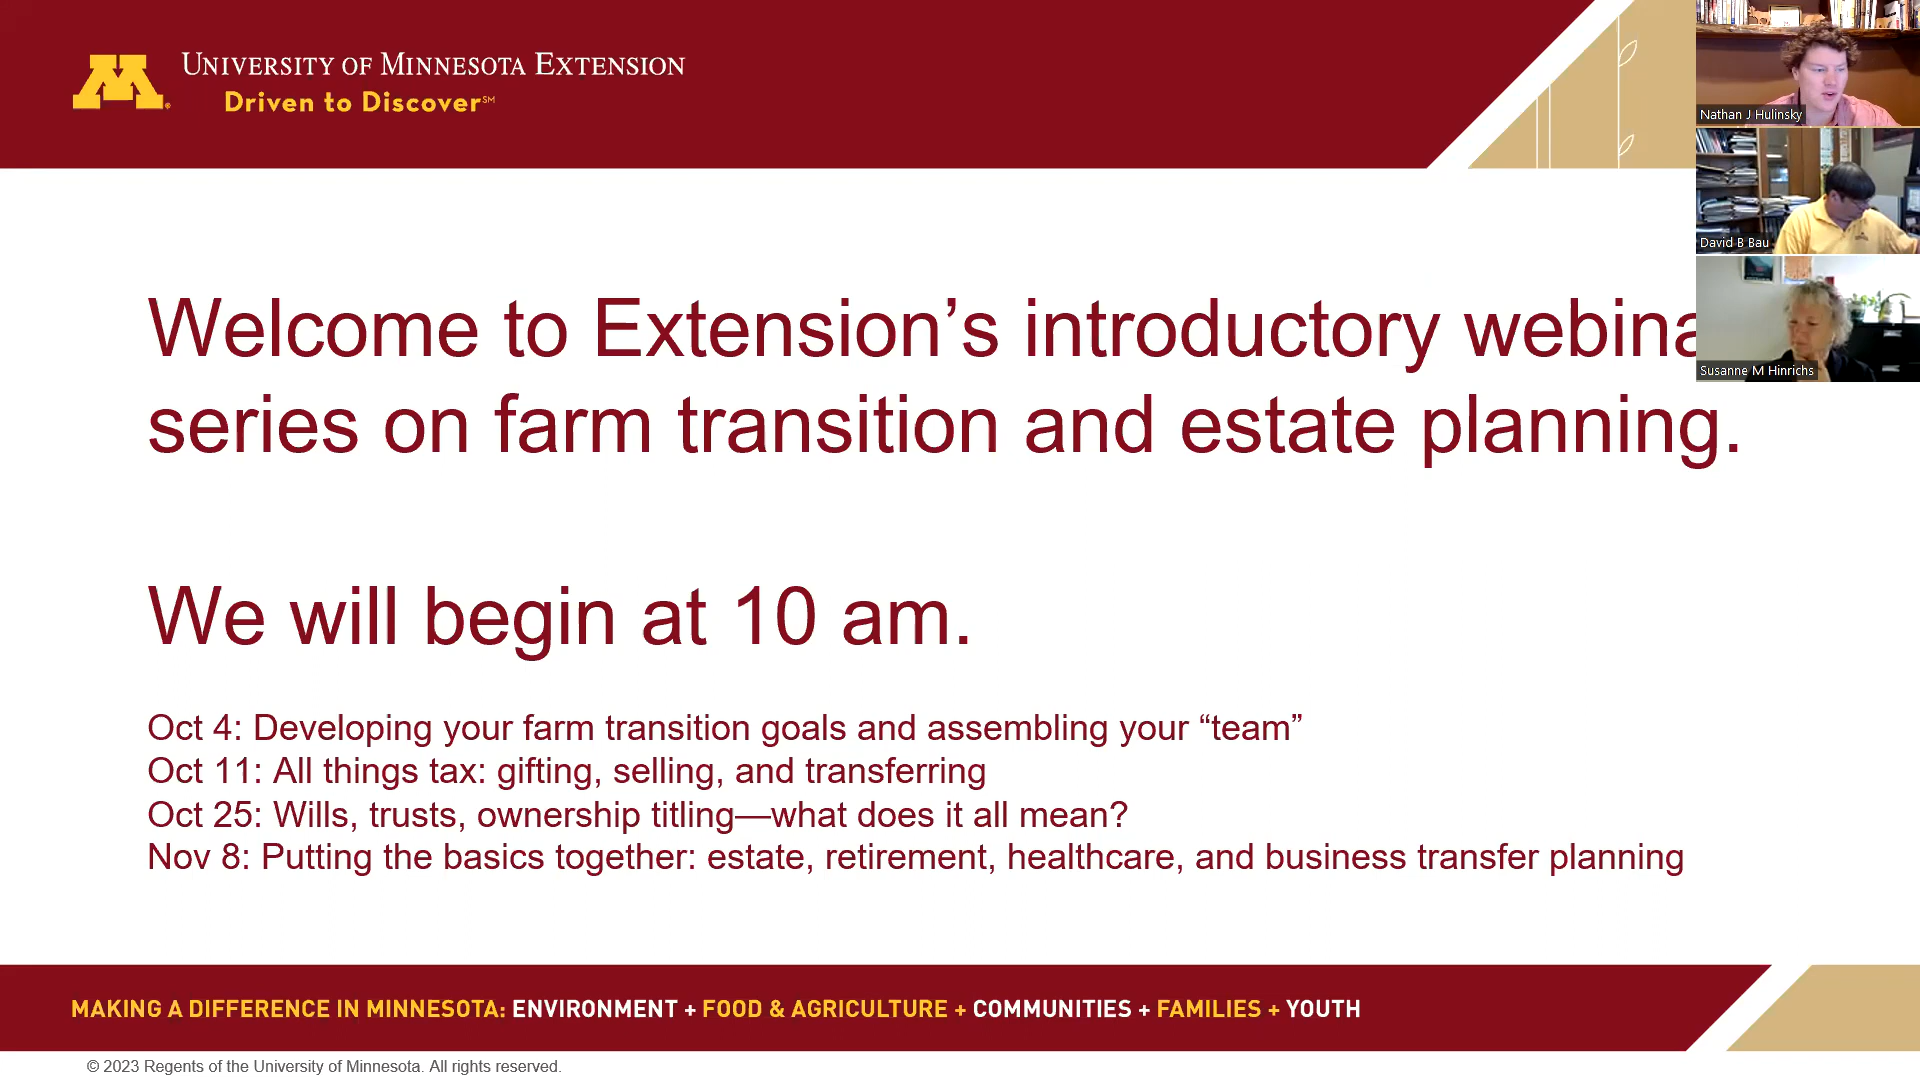 UNIVERSITY OF MINNESOTA EXTENSION
Driven to Discover℠
Nathan J Hulinsky
David B Bau
Susanne M Hinrichs
Welcome to Extension’s introductory webina
series on farm transition and estate planning.
We will begin at 10 am.
Oct 4: Developing your farm transition goals and assembling your “team”
Oct 11: All things tax: gifting, selling, and transferring
Oct 25: Wills, trusts, ownership titling—what does it all mean?
Nov 8: Putting the basics together: estate, retirement, healthcare, and business transfer planning
MAKING A DIFFERENCE IN MINNESOTA: ENVIRONMENT + FOOD & AGRICULTURE + COMMUNITIES + FAMILIES + YOUTH
© 2023 Regents of the University of Minnesota. All rights reserved.